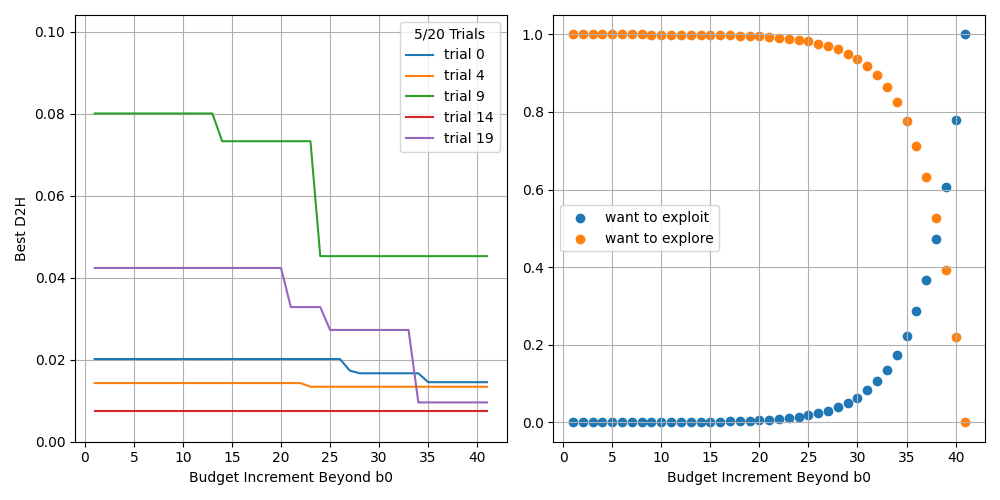 0.10
0.08
0.06
0.04
0.02
0.00
Best D2H
5/20 Trials
trial 0
trial 4
trial 9
trial 14
trial 19
0 5 10 15 20 25 30 35 40
Budget Increment Beyond b0
1.0
0.8
0.6
0.4
0.2
0.0
want to exploit
want to explore
0 5 10 15 20 25 30 35 40
Budget Increment Beyond b0